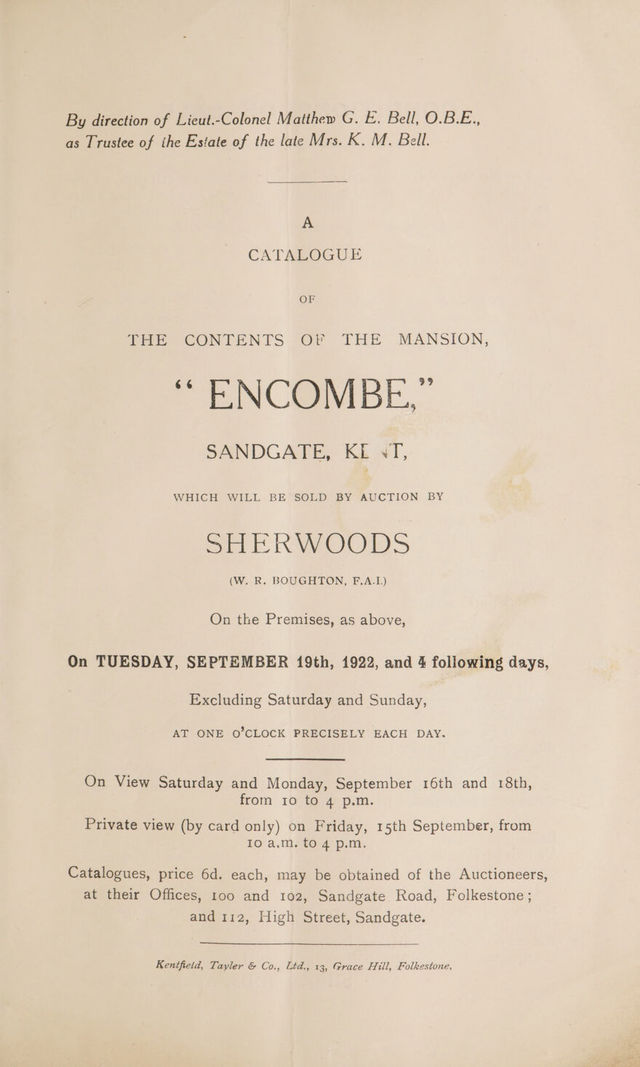 By direction of Lieut.-Colonel Matthew G. E. Bell, O.B.E.,
as Trustee of the Estate of the late Mrs. K. M. Bell.
A
CATALOGUE
OF
THE CONTENTS OF THE MANSION,
“ ENCOMBE,”
SANDGATE, KENT,
WHICH WILL BE SOLD BY AUCTION BY
SHERWOODS
(W. R. BOUGHTON, F.A.I.)
On the Premises, as above,
On TUESDAY, SEPTEMBER 19th, 1922, and 4 following days,
Excluding Saturday and Sunday,
AT ONE O’CLOCK PRECISELY EACH DAY.
On View Saturday and Monday, September 16th and 18th,
from 10 to 4 p.m.
Private view (by card only) on Friday, 15th September, from
10 a.m. to 4 p.m.
Catalogues, price 6d. each, may be obtained of the Auctioneers,
at their Offices, 100 and 102, Sandgate Road, Folkestone ;
and 112, High Street, Sandgate.
Kentfield, Tayler & Co., Ltd., 13, Grace Hill, Folkestone.